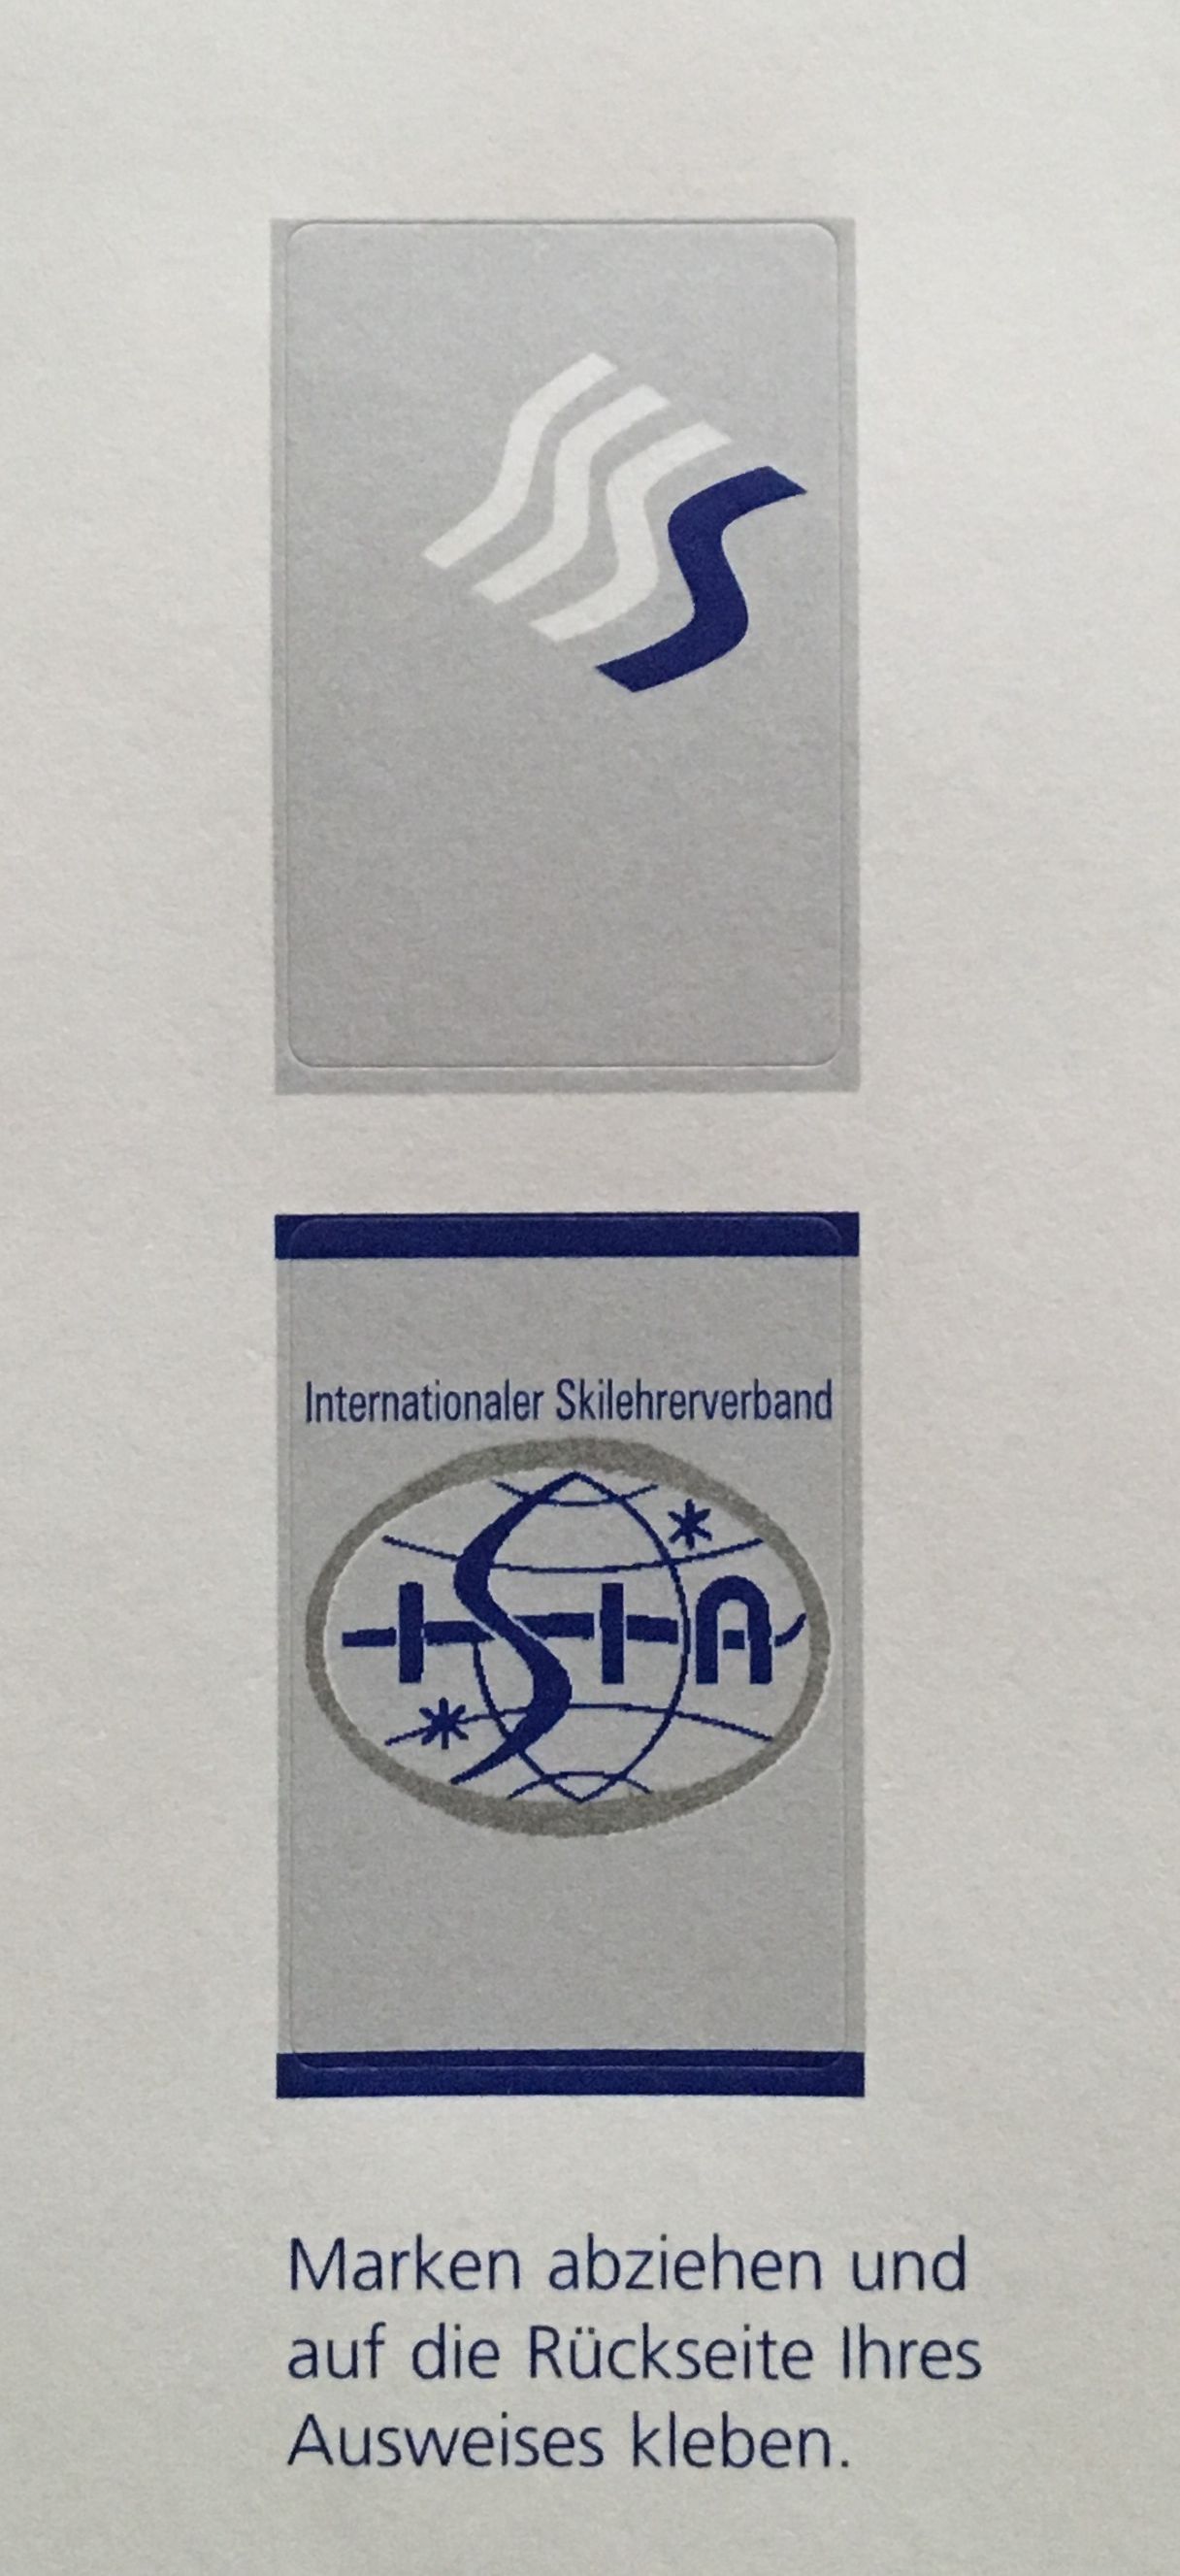 S
Internationaler Skilehrerverband
ISIA
Marken abziehen und
auf die Rückseite Ihres
Ausweises kleben.